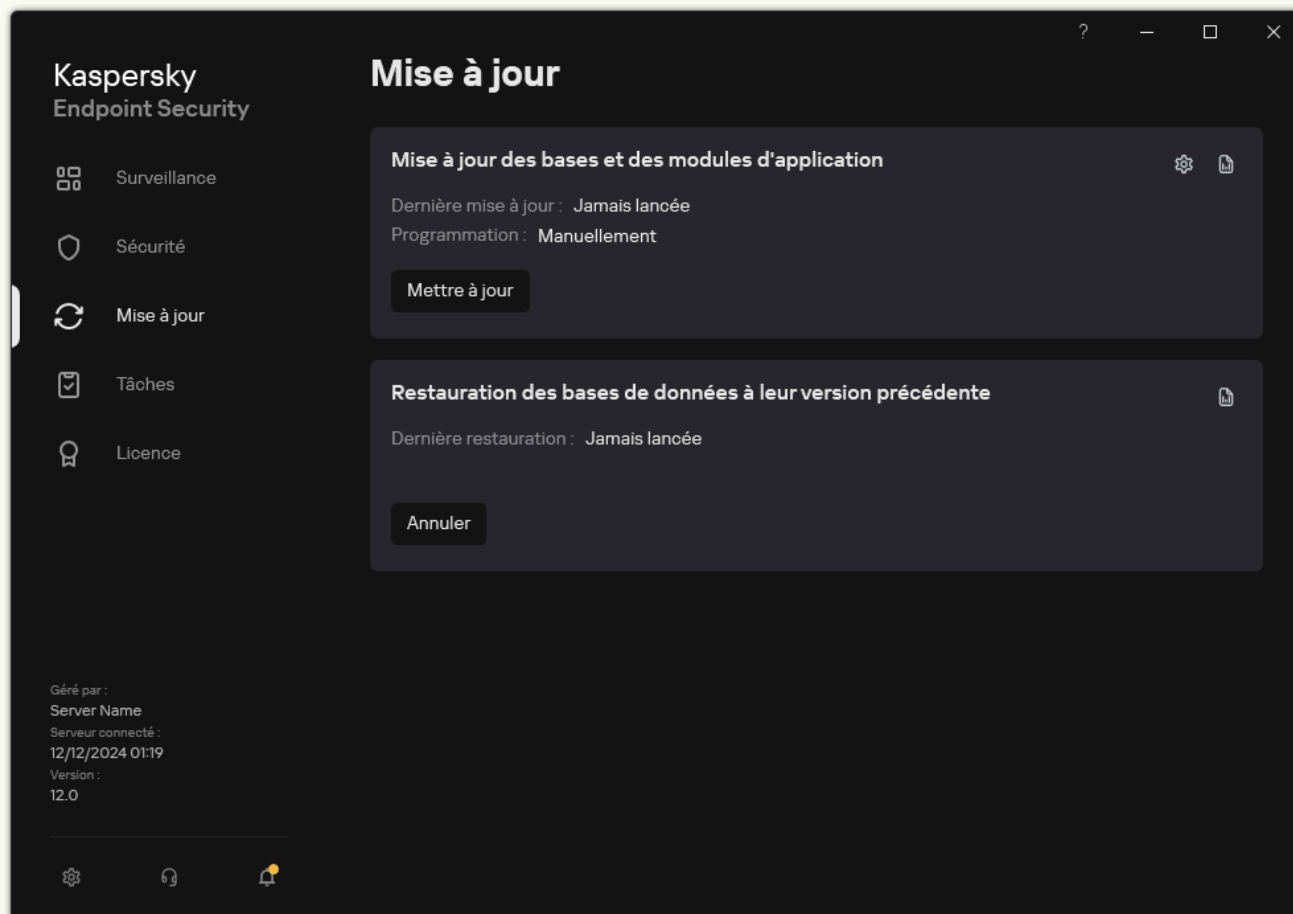 ?
Kaspersky
Endpoint Security
Surveillance
Sécurité
Mise à jour
Tâches
Licence
Géré par :
Server Name
Serveur connecté :
12/12/2024 01:19
Version :
12.0
Mise à jour
Mise à jour des bases et des modules d'application
Dernière mise à jour : Jamais lancée
Programmation : Manuellement
Mettre à jour
Restauration des bases de données à leur version précédente
Dernière restauration : Jamais lancée
Annuler